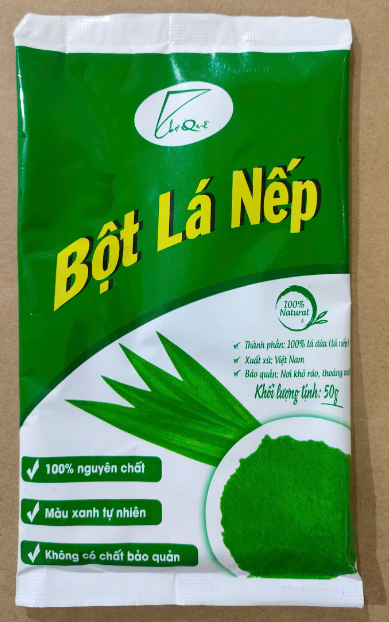 CheQuê
Bột Lá Nếp
100%
Natural
®
✓ Thành phần: 100% lá dứa (lá nếp)
✓ Xuất xứ: Việt Nam
✓ Bảo quản: Nơi khô ráo, thoáng
Khối lượng tịnh: 50g
✓ 100% nguyên chất
✓ Màu xanh tự nhiên
✓ Không có chất bảo quản